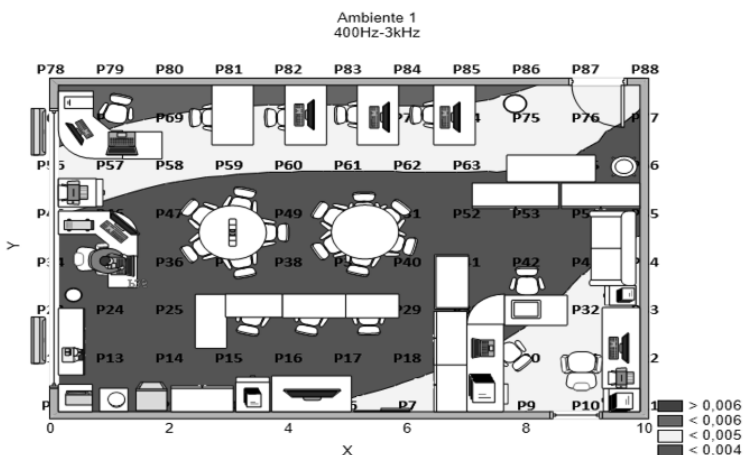 Ambiente 1
400Hz-3kHz
P78 P79 P80 P81 P82 P83 P84 P85 P86 P87 P88
P69 P75 P76
P57 P58 P59 P60 P61 P62 P63
P47 P49 P52 P53
Y
P36 P38 P40 P42
P24 P25 P29 P32
P13 P14 P15 P16 P17 P18
P7 P9 P10
0 2 4 6 8 10
X
> 0,006
< 0,006
< 0,005
< 0,004